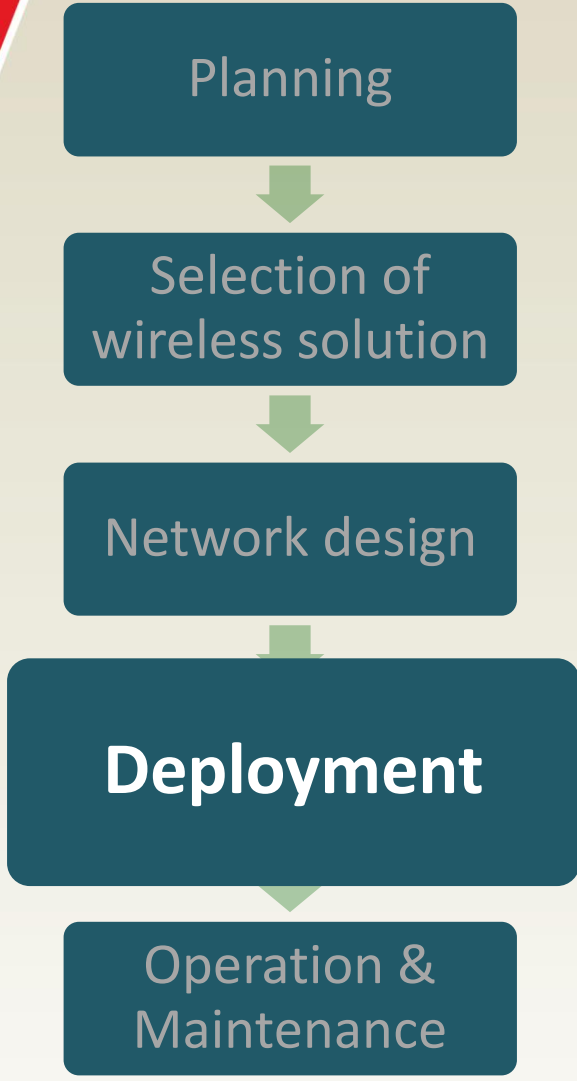 Planning
Selection of
wireless solution
Network design
Deployment
Operation &
Maintenance